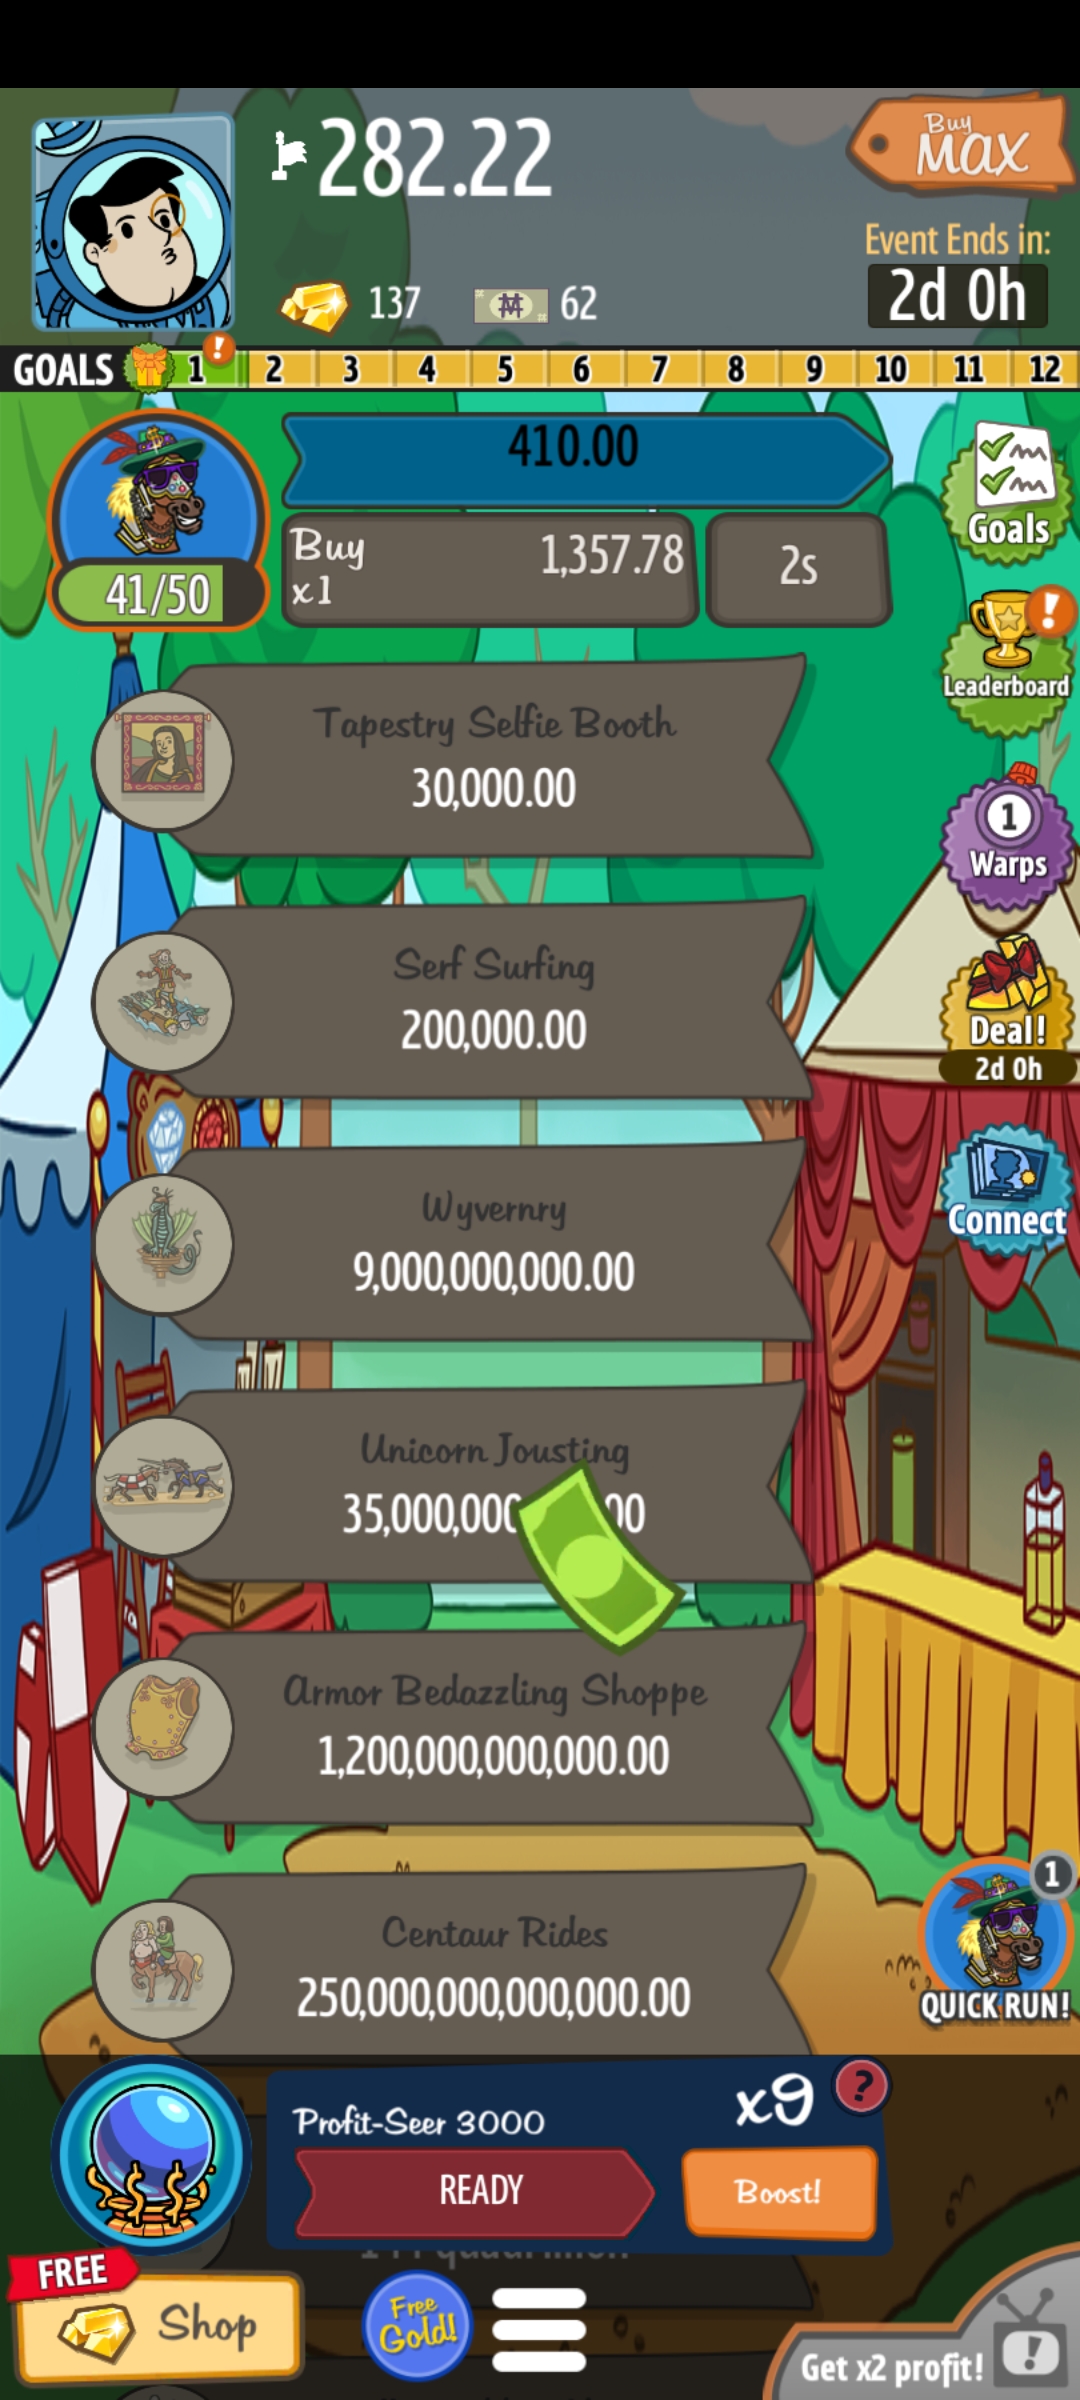 282.22
Buy
MAX
137
62
Event Ends in:
2d 0h
GOALS 1 ! 2 3 4 5 6 7 8 9 10 11 12
410.00
41/50
Buy
x1
1,357.78
2s
Goals
!
Leaderboard
Tapestry Selfie Booth
30,000.00
1
Warps
Serf Surfing
200,000.00
Deal!
2d 0h
Wyvernry
9,000,000,000.00
Connect
Unicorn Jousting
Armor Bedazzling Shoppe
1,200,000,000,000.00
Centaur Rides
250,000,000,000,000.00
1
QUICK RUN!
Profit-Seer 3000
x9
?
READY
Boost!
FREE
Shop
Free
Gold!
Get x2 profit!
!